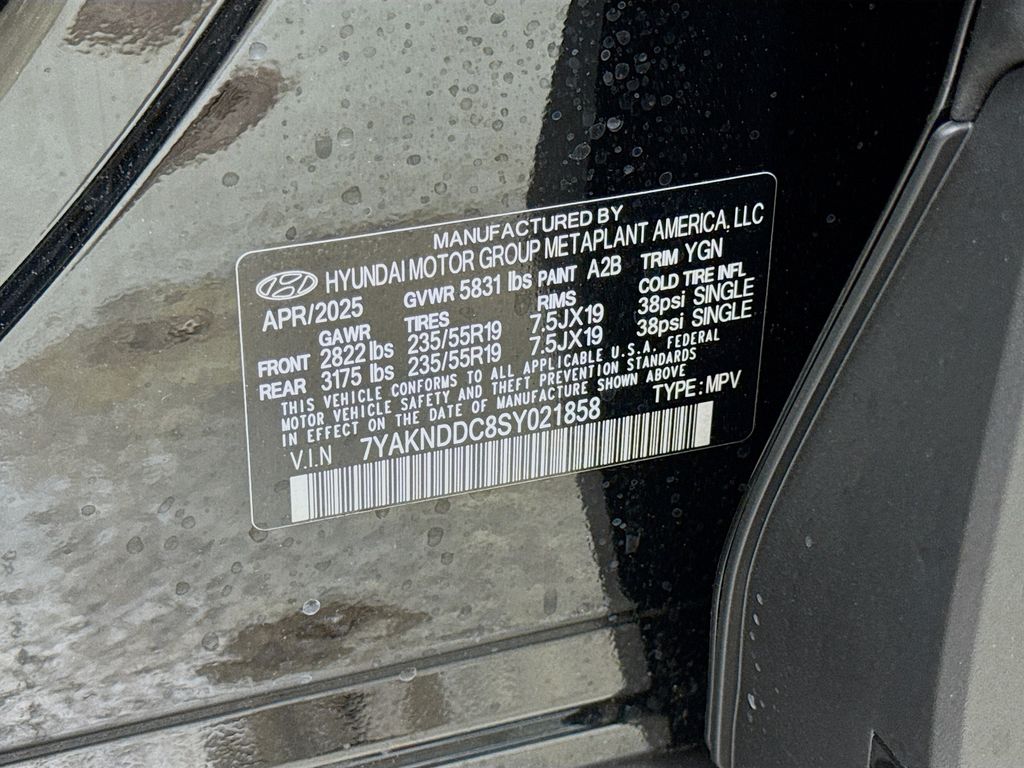 MANUFACTURED BY
HYUNDAI MOTOR GROUP METAPLANT AMERICA, LLC
APR/2025 GVWR 5831 lbs PAINT A2B TRIM YGN
GAWR TIRES RIMS COLD TIRE INFL
FRONT 2822 lbs 235/55R19 7.5JX19 38psi SINGLE
REAR 3175 lbs 235/55R19 7.5JX19 38psi SINGLE
THIS VEHICLE CONFORMS TO ALL APPLICABLE U.S.A. FEDERAL
MOTOR VEHICLE SAFETY AND THEFT PREVENTION STANDARDS
IN EFFECT ON THE DATE OF MANUFACTURE SHOWN ABOVE
V.I.N 7YAKNDDC8SY021858 TYPE: MPV